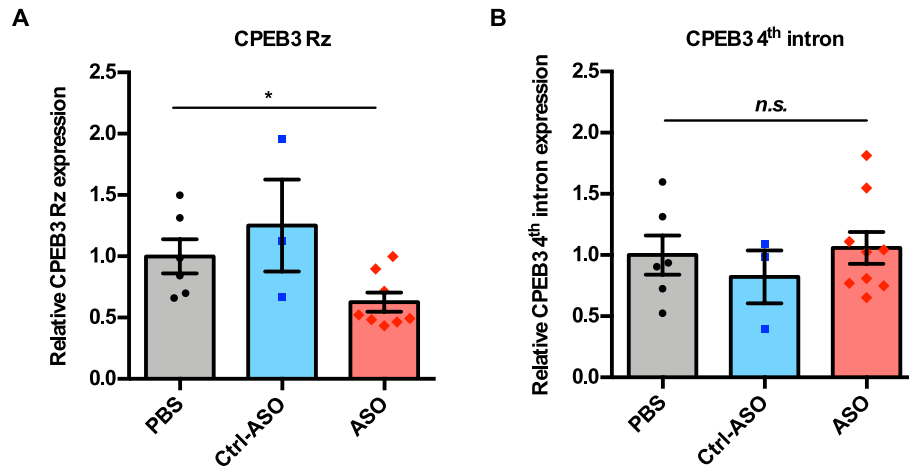 A
CPEB3 Rz
Relative CPEB3 Rz expression
2.5
2.0
1.5
1.0
0.5
0.0
*
PBS
Ctrl-ASO
ASO
B
CPEB3 4th intron
Relative CPEB3 4th intron expression
2.5
2.0
1.5
1.0
0.5
0.0
n.s.
PBS
Ctrl-ASO
ASO